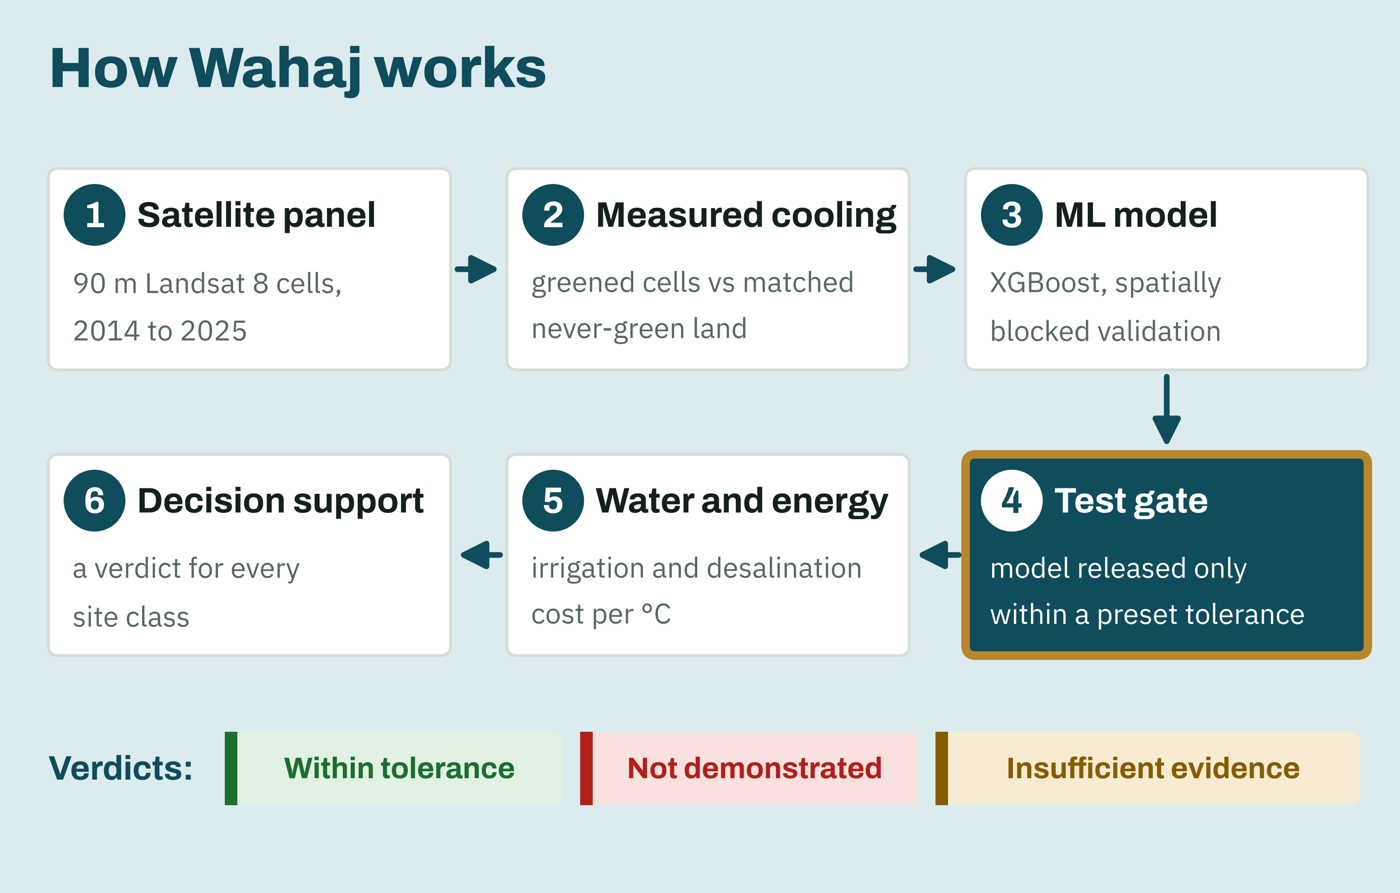 How Wahaj works
1 Satellite panel
90 m Landsat 8 cells,
2014 to 2025
2 Measured cooling
greened cells vs matched
never-green land
3 ML model
XGBoost, spatially
blocked validation
4 Test gate
model released only
within a preset tolerance
5 Water and energy
irrigation and desalination
cost per °C
6 Decision support
a verdict for every
site class
Verdicts:
Within tolerance
Not demonstrated
Insufficient evidence